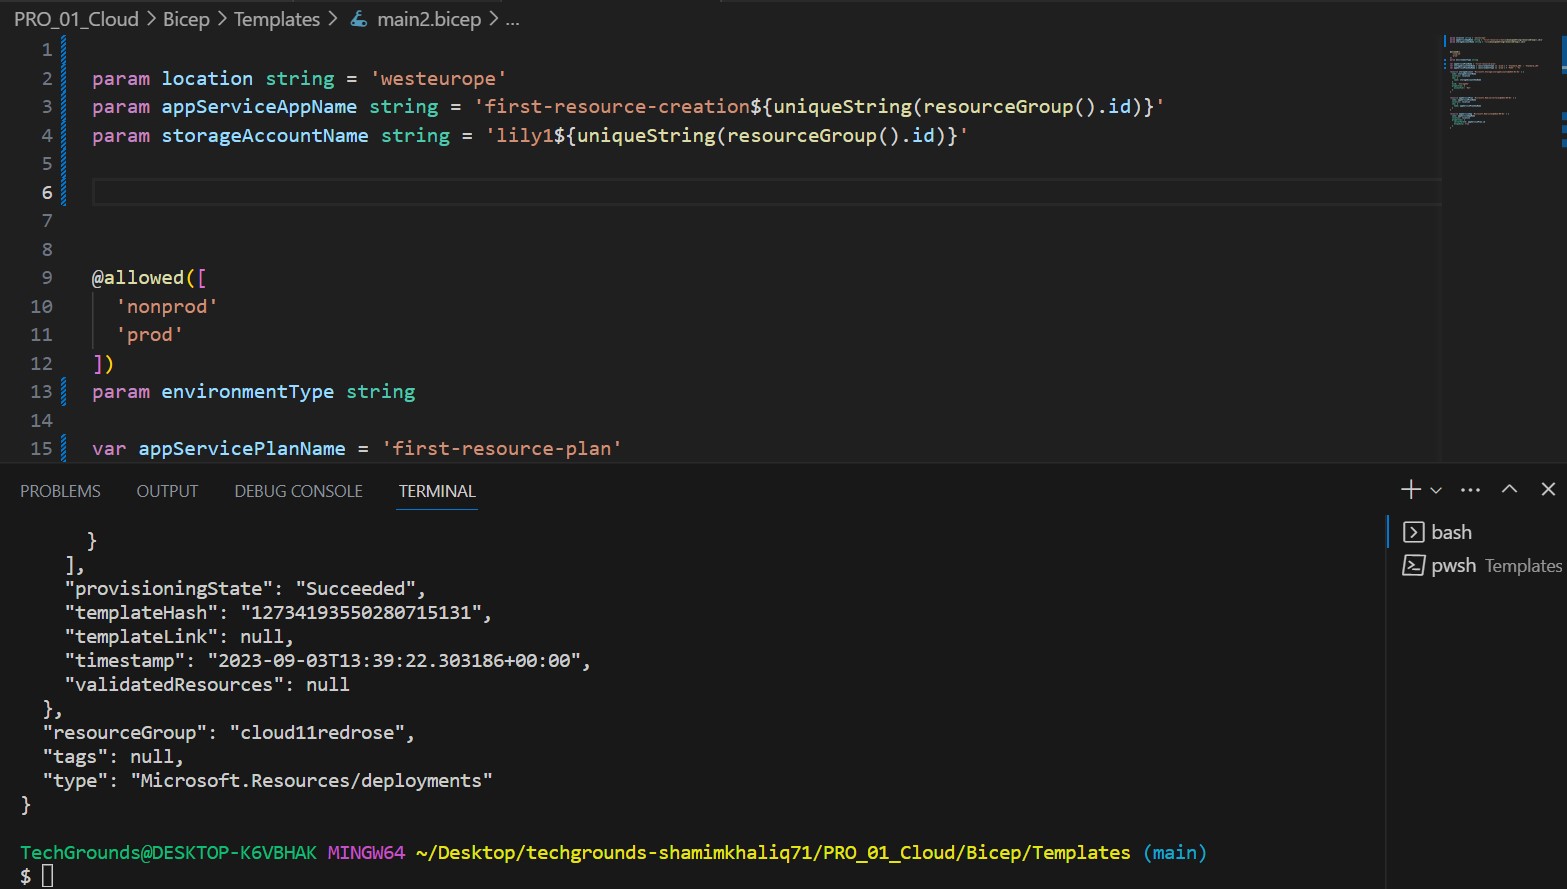 PRO_01_Cloud > Bicep > Templates > main2.bicep > ...
1
2 param location string = 'westeurope'
3 param appServiceAppName string = 'first-resource-creation${uniqueString(resourceGroup().id)}'
4 param storageAccountName string = 'lily1${uniqueString(resourceGroup().id)}'
5
6
7
8
9 @allowed([
10 'nonprod'
11 'prod'
12 ])
13 param environmentType string
14
15 var appServicePlanName = 'first-resource-plan'
PROBLEMS OUTPUT DEBUG CONSOLE TERMINAL
}
],
"provisioningState": "Succeeded",
"templateHash": "12734193550280715131",
"templateLink": null,
"timestamp": "2023-09-03T13:39:22.303186+00:00",
"validatedResources": null
},
"resourceGroup": "cloud11redrose",
"tags": null,
"type": "Microsoft.Resources/deployments"
}
TechGrounds@DESKTOP-K6VBHAK MINGW64 ~/Desktop/techgrounds-shamimkhaliq71/PRO_01_Cloud/Bicep/Templates (main)
$
bash
pwsh Templates